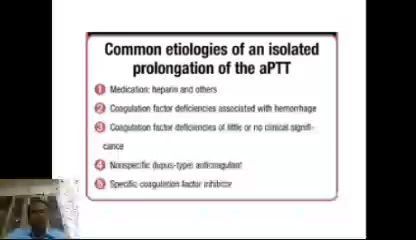 Common etiologies of an isolated
prolongation of the aPTT
1 Medication: heparin and others
2 Coagulation factor deficiencies associated with hemorrhage
3 Coagulation factor deficiencies of little or no clinical signifi-
cance
4 Nonspecific (lupus-type) anticoagulant
5 Specific coagulation factor inhibitor